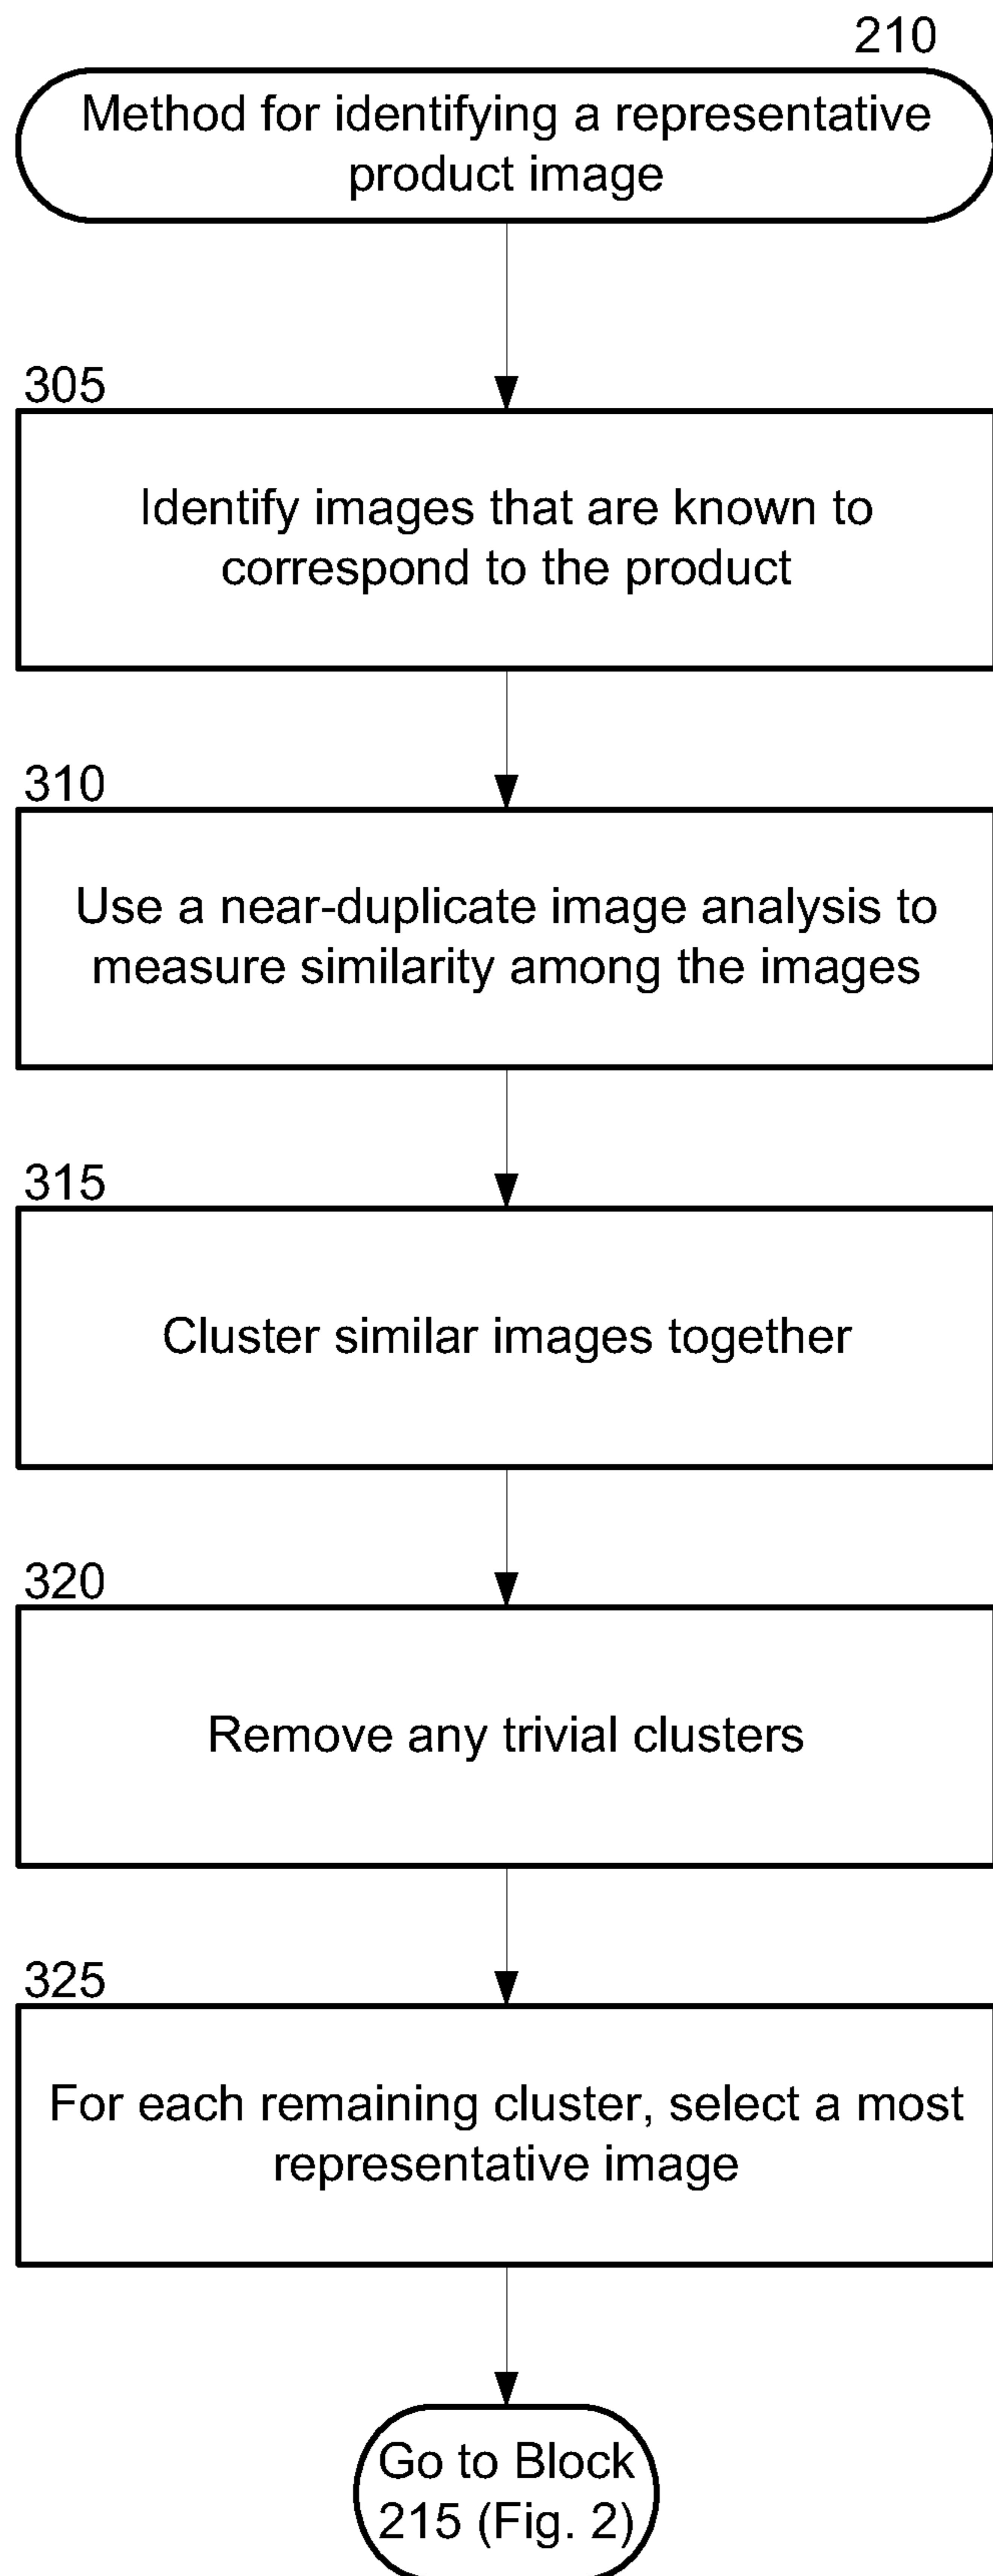 210
Method for identifying a representative
product image
305
Identify images that are known to
correspond to the product
310
Use a near-duplicate image analysis to
measure similarity among the images
315
Cluster similar images together
320
Remove any trivial clusters
325
For each remaining cluster, select a most
representative image
Go to Block
215 (Fig. 2)